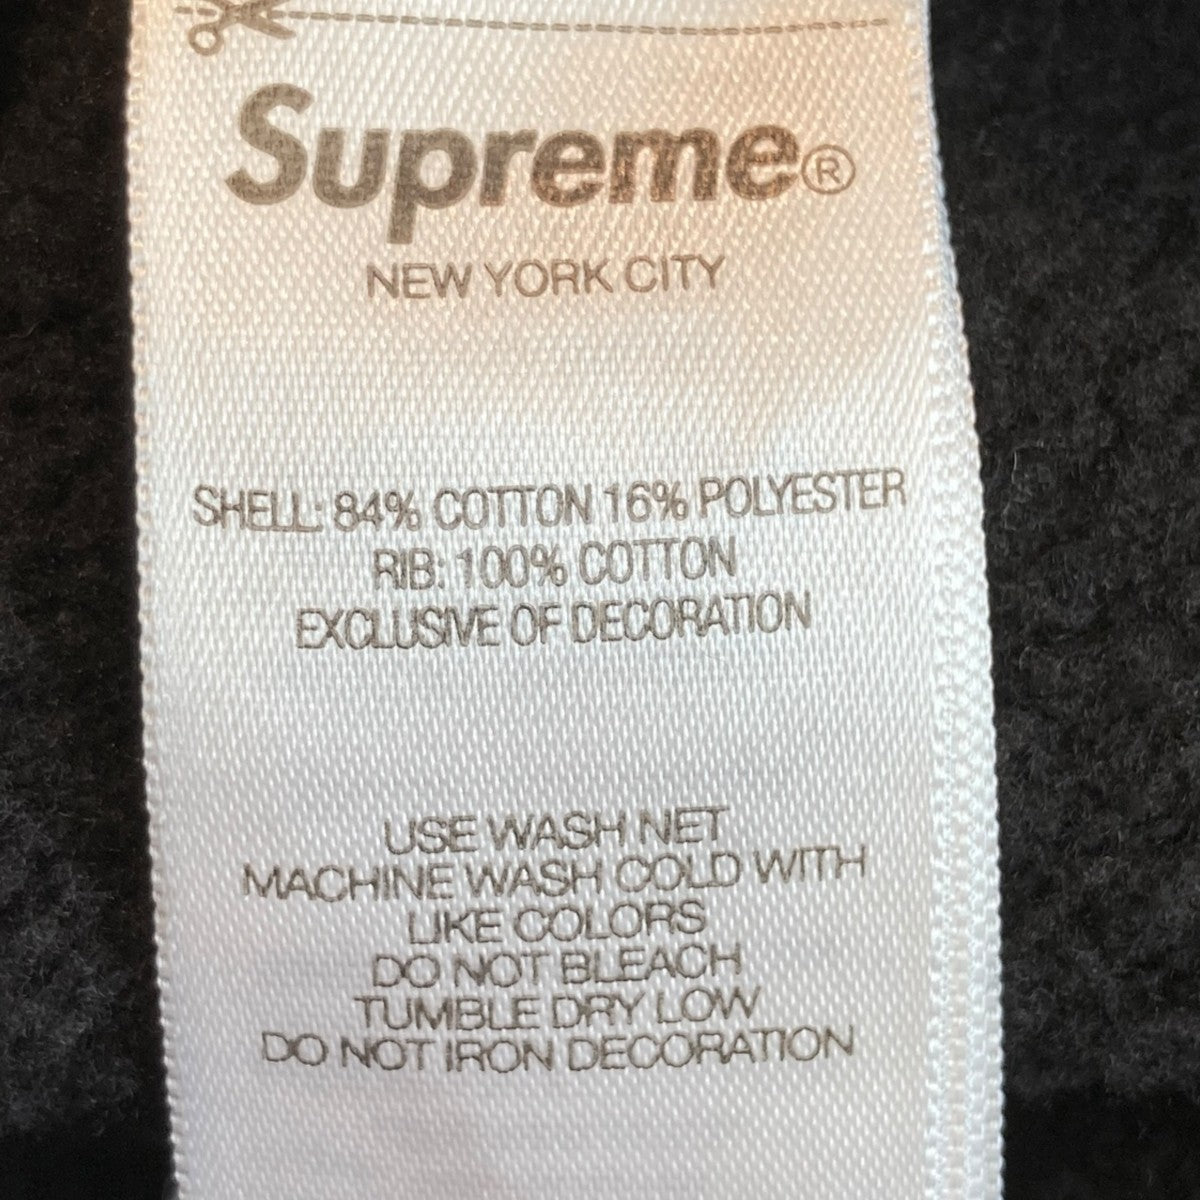 Supreme®
NEW YORK CITY
SHELL: 84% COTTON 16% POLYESTER
RIB: 100% COTTON
EXCLUSIVE OF DECORATION
USE WASH NET
MACHINE WASH COLD WITH
LIKE COLORS
DO NOT BLEACH
TUMBLE DRY LOW
DO NOT IRON DECORATION